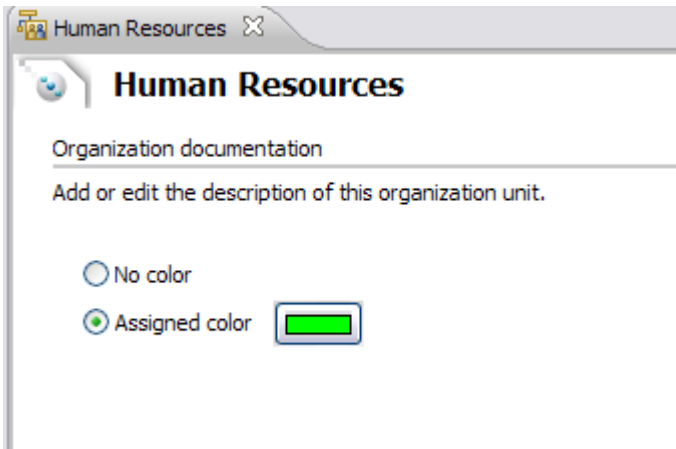 Human Resources
Human Resources
Organization documentation
Add or edit the description of this organization unit.
No color
Assigned color